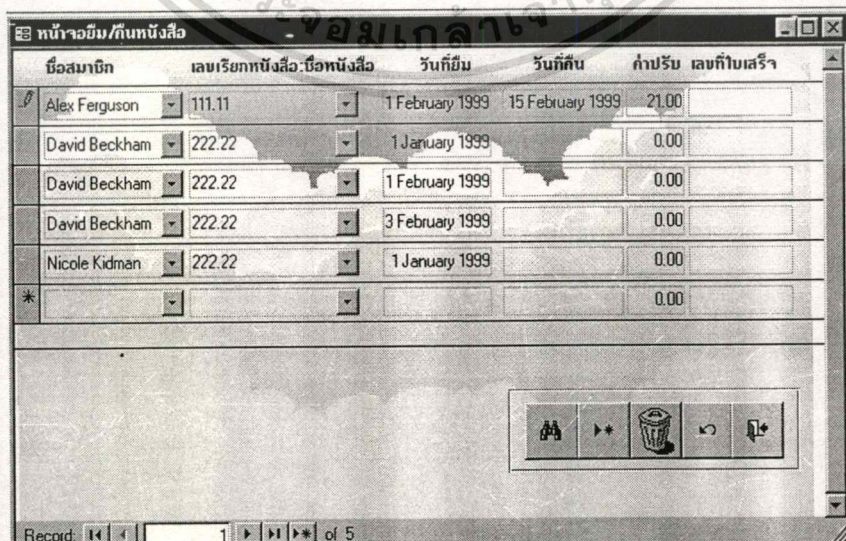 หน้าจอยืม/คืนหนังสือ
ชื่อสมาชิก เลขเรียกหนังสือ:ชื่อหนังสือ วันที่ยืม วันที่คืน ค่าปรับ เลขที่ใบเสร็จ
Alex Ferguson 111.11 1 February 1999 15 February 1999 21.00
David Beckham 222.22 1 January 1999 0.00
David Beckham 222.22 1 February 1999 0.00
David Beckham 222.22 3 February 1999 0.00
Nicole Kidman 222.22 1 January 1999 0.00
* 0.00
Record: 1 of 5